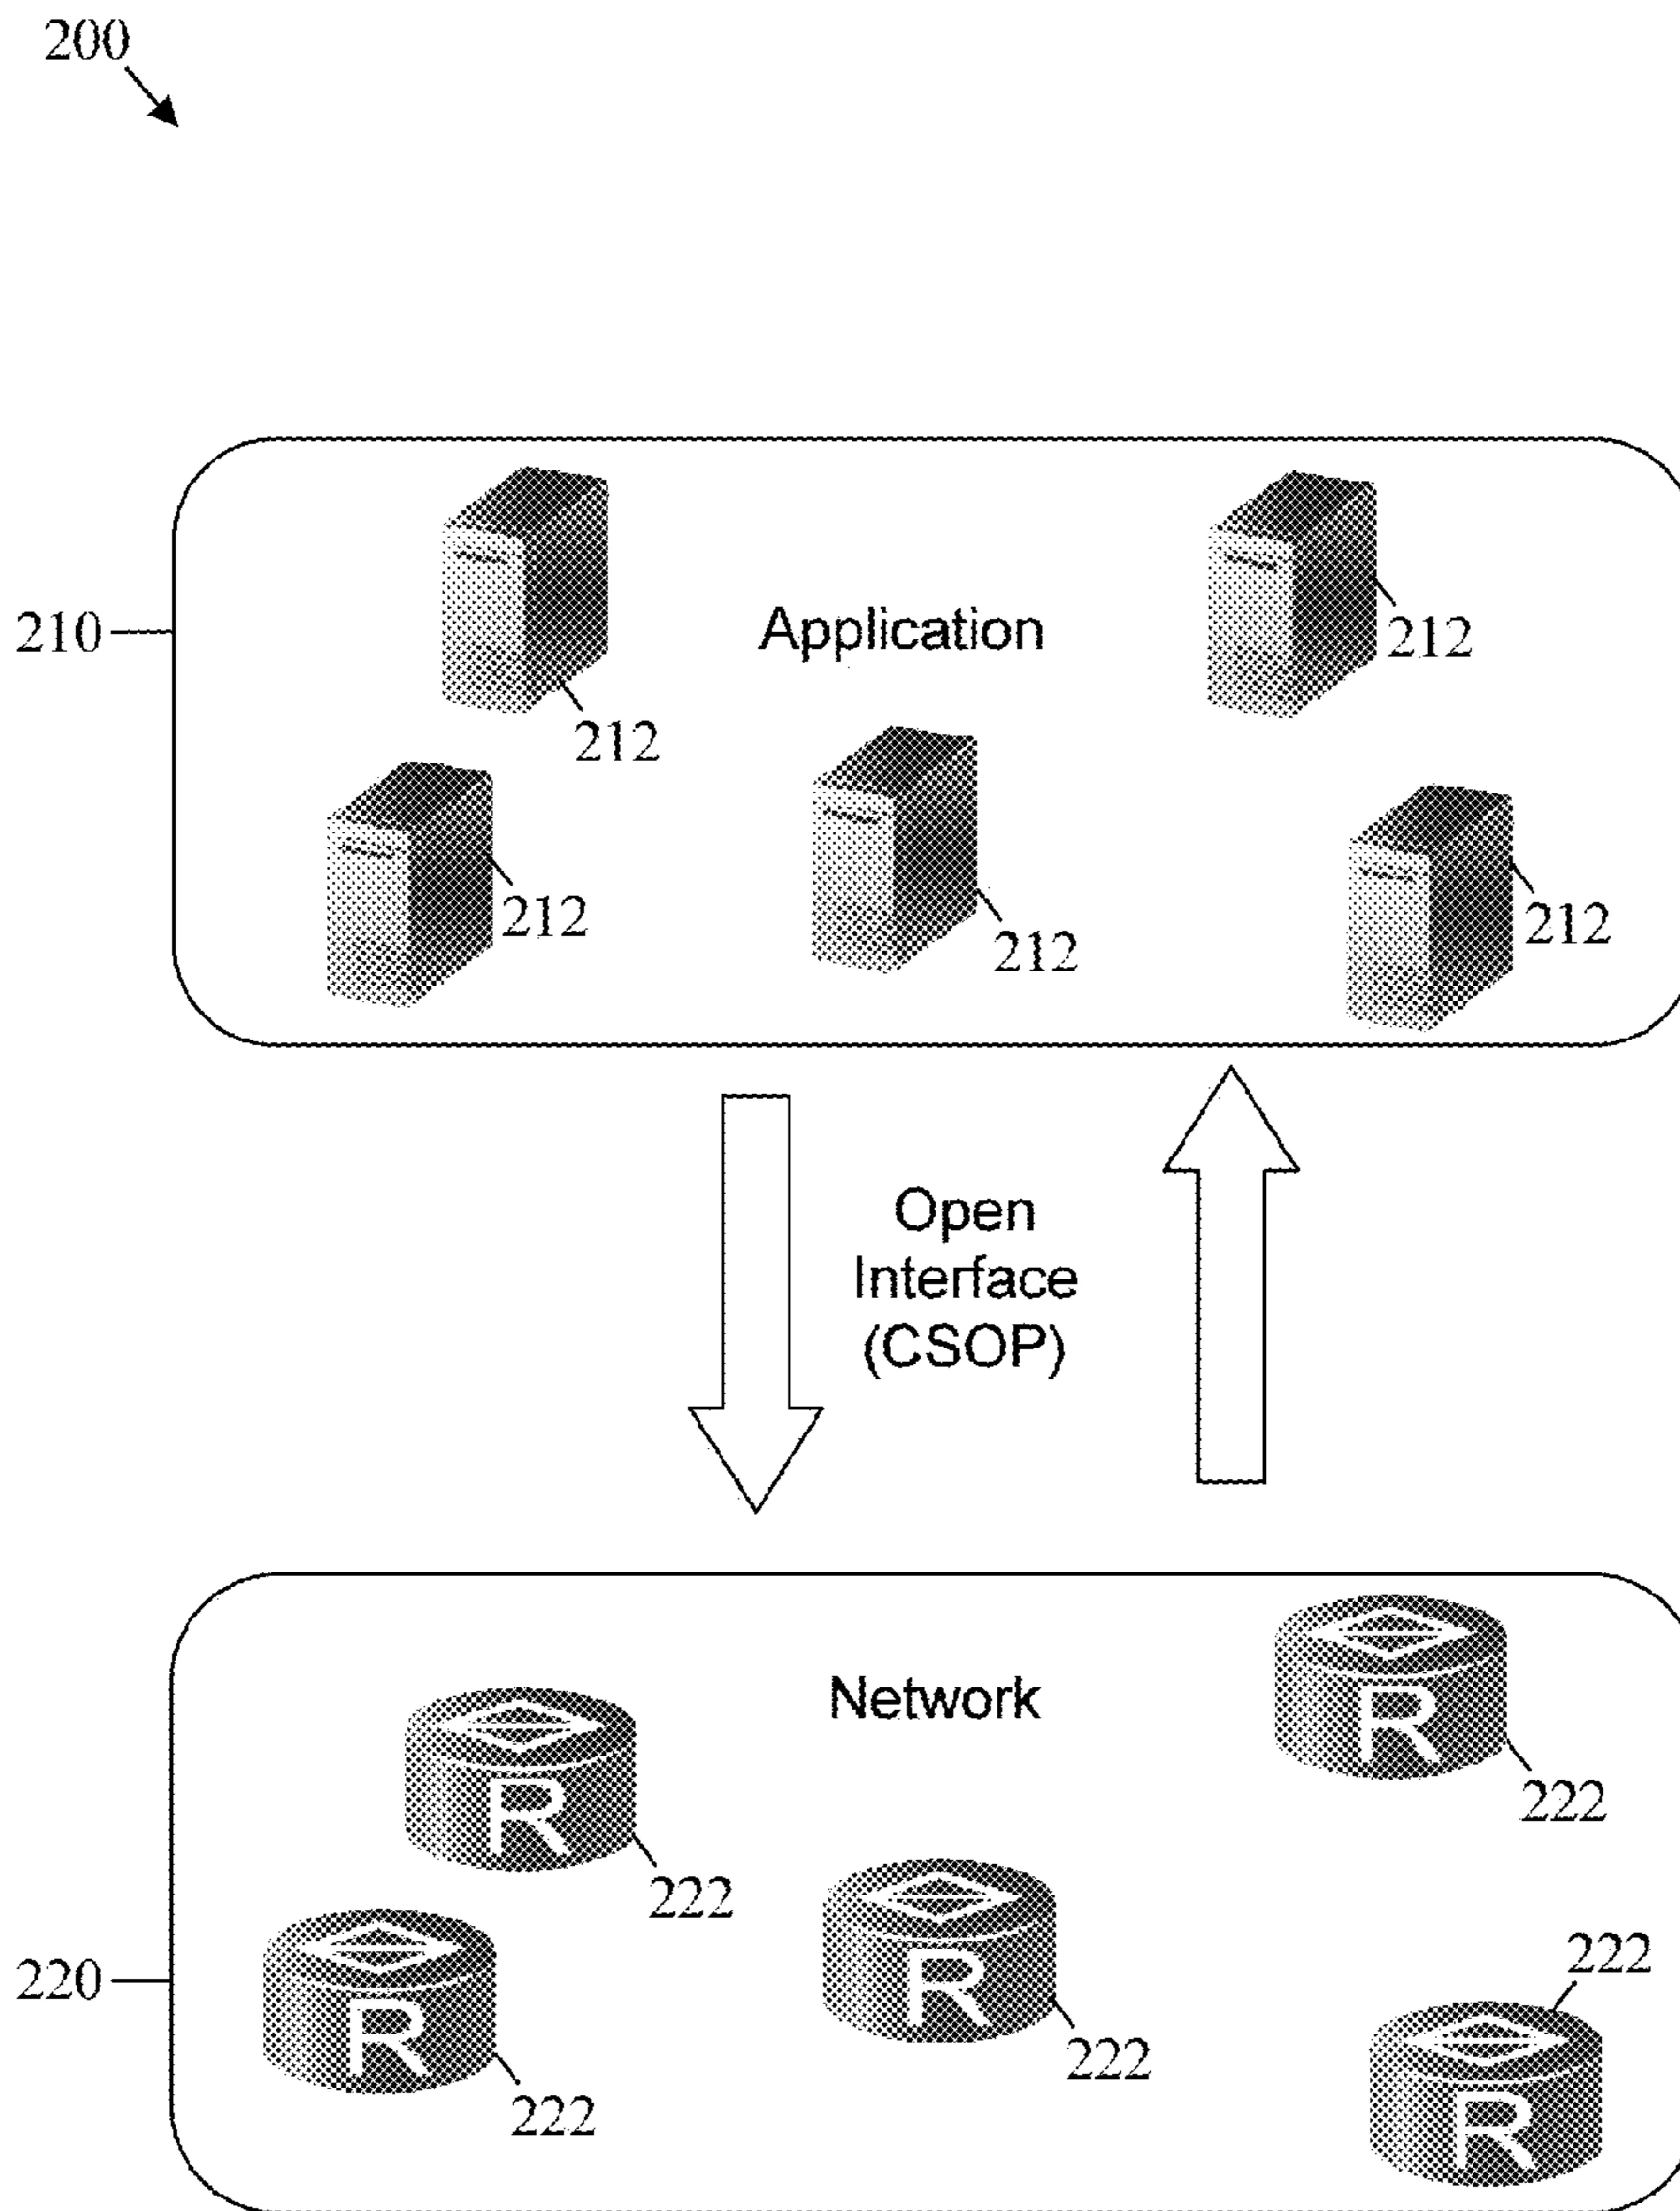 200
210
Application
212
212
212
212
212
Open
Interface
(CSOP)
Network
R
222
R
222
R
222
220
R
222
222
R